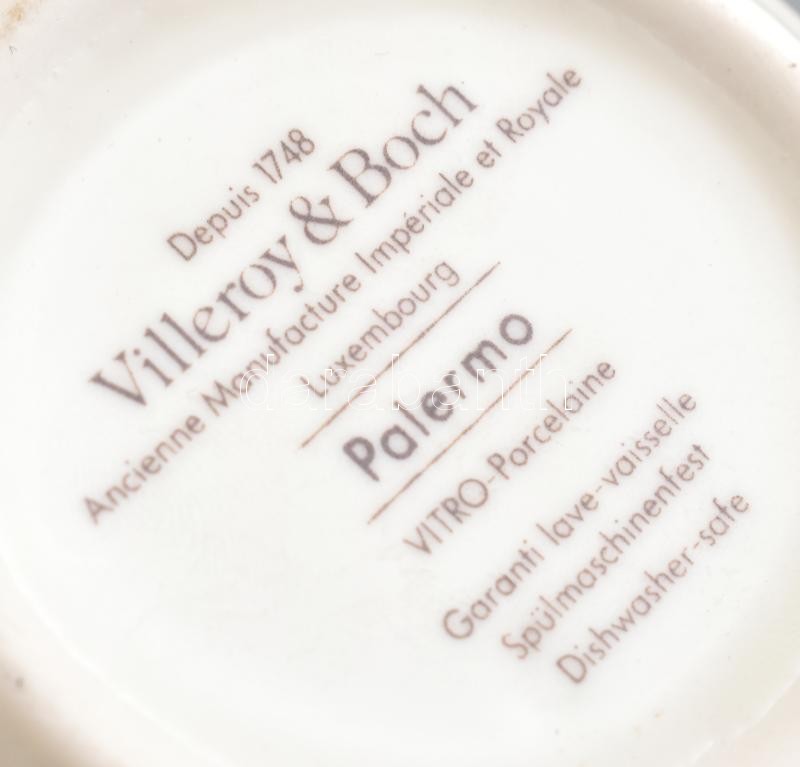 Depuis 1748
Villeroy & Boch
Ancienne Manufacture Impériale et Royale
Luxembourg
Palermo
VITRO-Porcelaine
Garanti lave-vaisselle
Spülmaschinenfest
Dishwasher-safe
darabanth